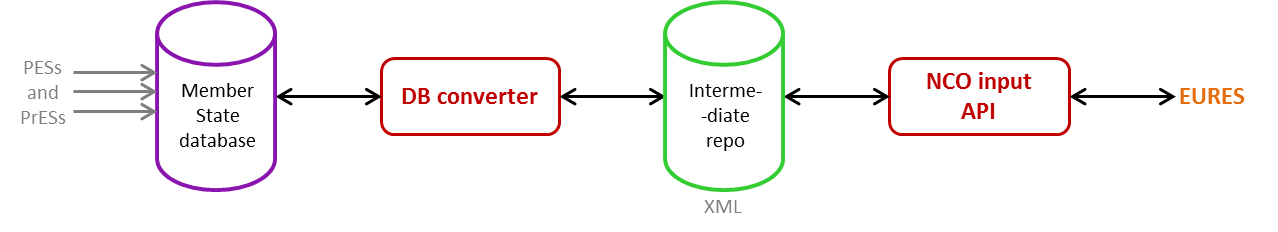 PESs
and
PrESs
Member
State
database
DB converter
Interme-
-diate
repo
XML
NCO input
API
EURES